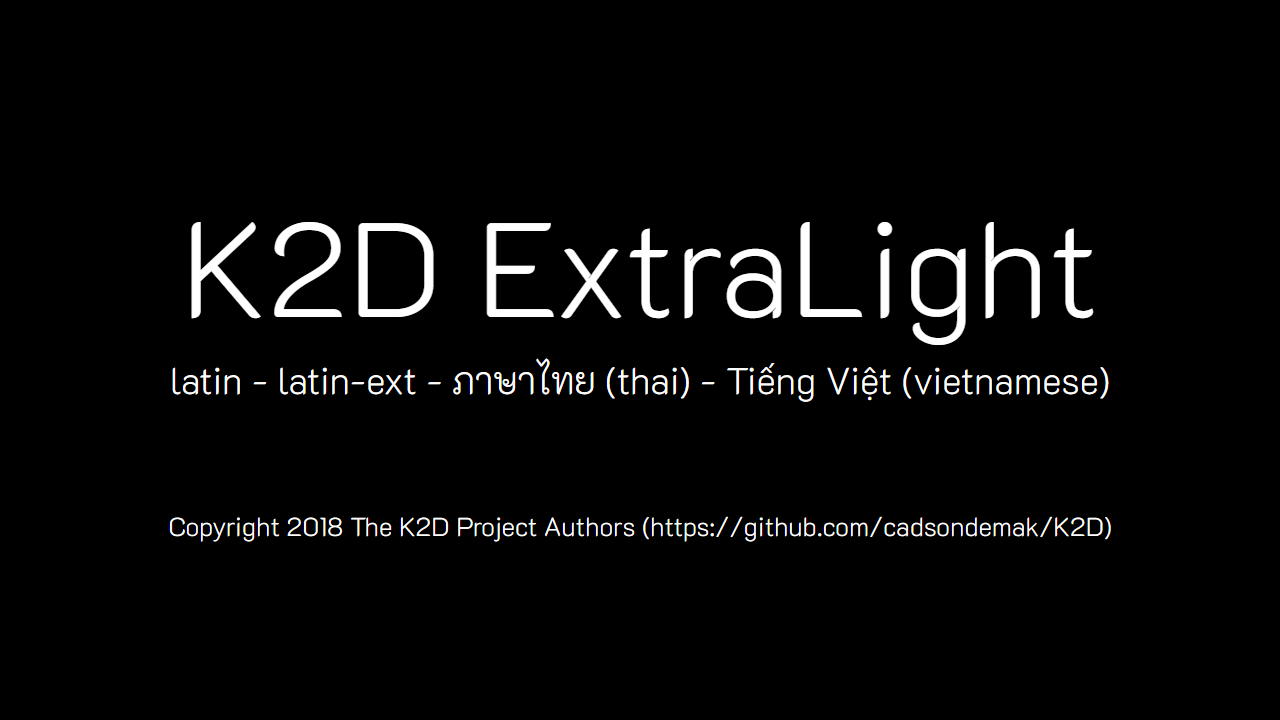 K2D ExtraLight
latin - latin-ext - ภาษาไทย (thai) - Tiếng Việt (vietnamese)
Copyright 2018 The K2D Project Authors (https://github.com/cadsondemak/K2D)